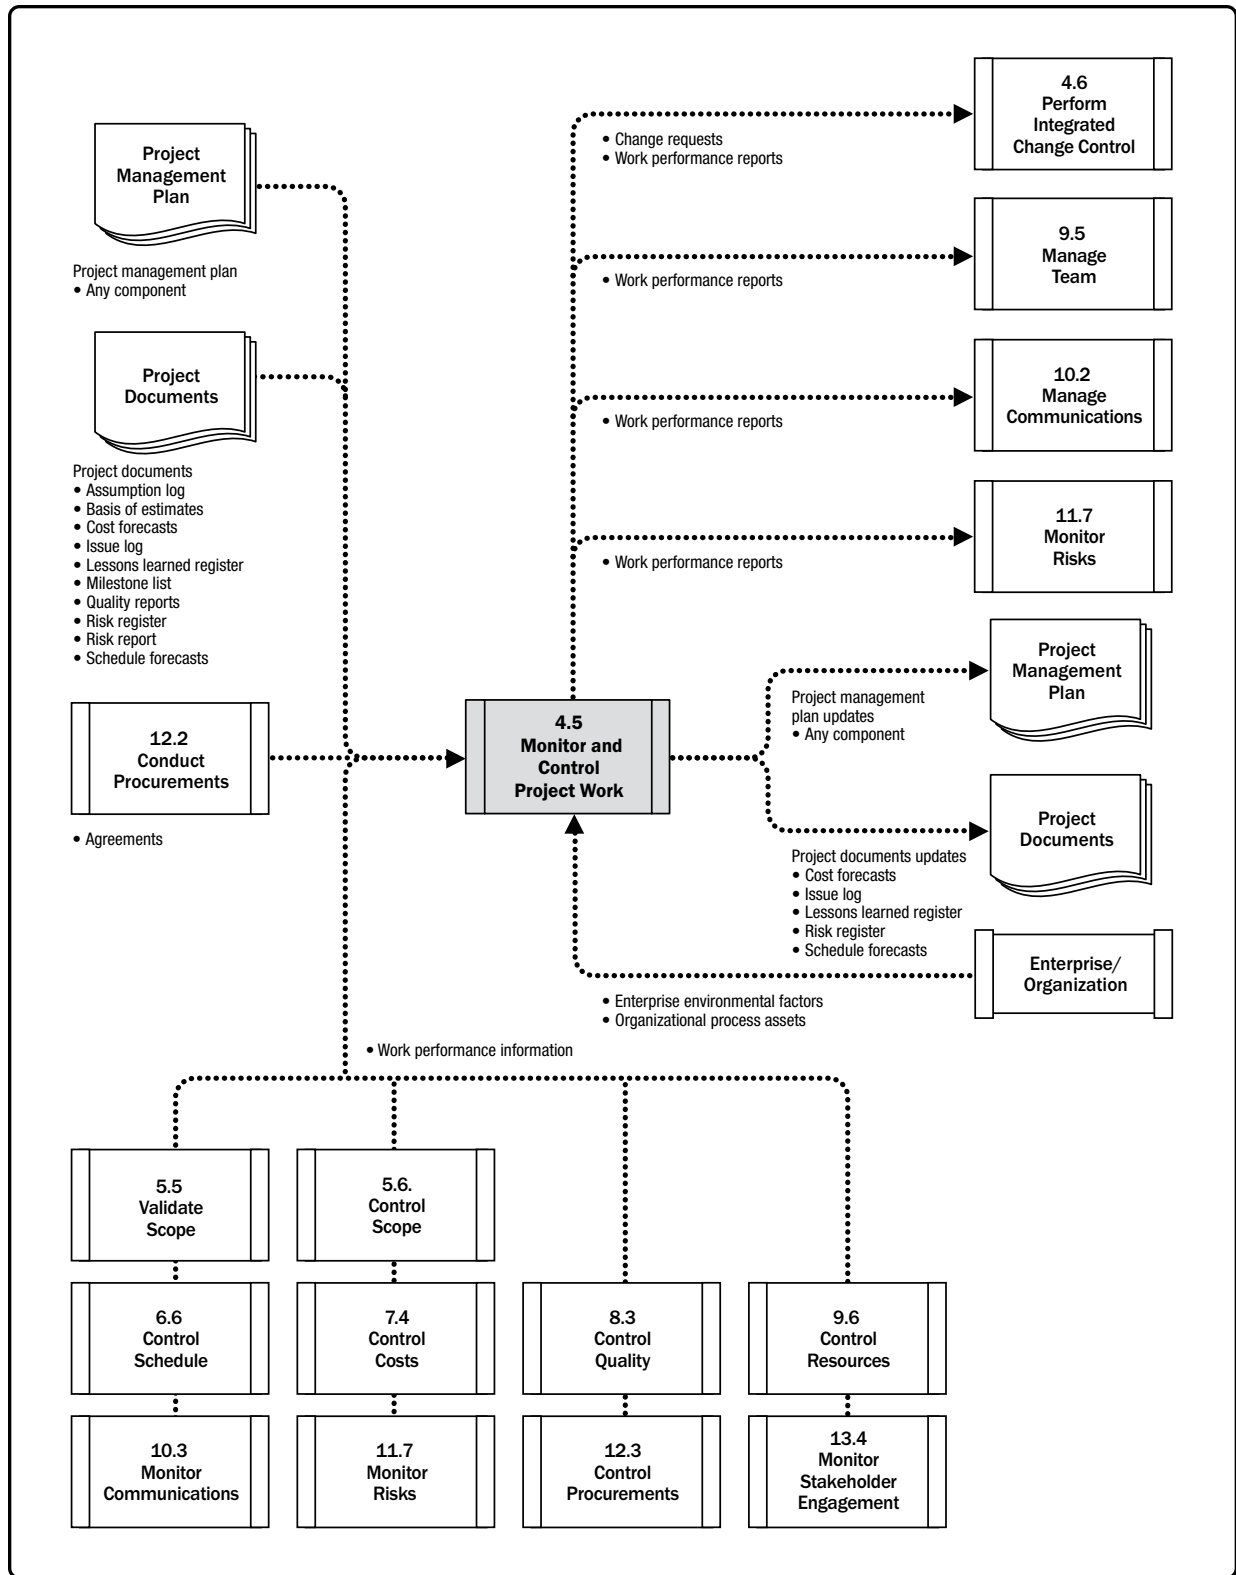 4.6
Perform
Integrated
Change Control
• Change requests
• Work performance reports
Project
Management
Plan
9.5
Manage
Team
Project management plan
• Any component
• Work performance reports
Project
Documents
10.2
Manage
Communications
• Work performance reports
Project documents
• Assumption log
• Basis of estimates
• Cost forecasts
• Issue log
• Lessons learned register
• Milestone list
• Quality reports
• Risk register
• Risk report
• Schedule forecasts
11.7
Monitor
Risks
• Work performance reports
Project
Management
Plan
Project management
plan updates
• Any component
12.2
Conduct
Procurements
• Agreements
4.5
Monitor and
Control
Project Work
Project
Documents
Project documents updates
• Cost forecasts
• Issue log
• Lessons learned register
• Risk register
• Schedule forecasts
Enterprise/
Organization
• Enterprise environmental factors
• Organizational process assets
• Work performance information
5.5
Validate
Scope
5.6.
Control
Scope
6.6
Control
Schedule
7.4
Control
Costs
8.3
Control
Quality
9.6
Control
Resources
10.3
Monitor
Communications
11.7
Monitor
Risks
12.3
Control
Procurements
13.4
Monitor
Stakeholder
Engagement